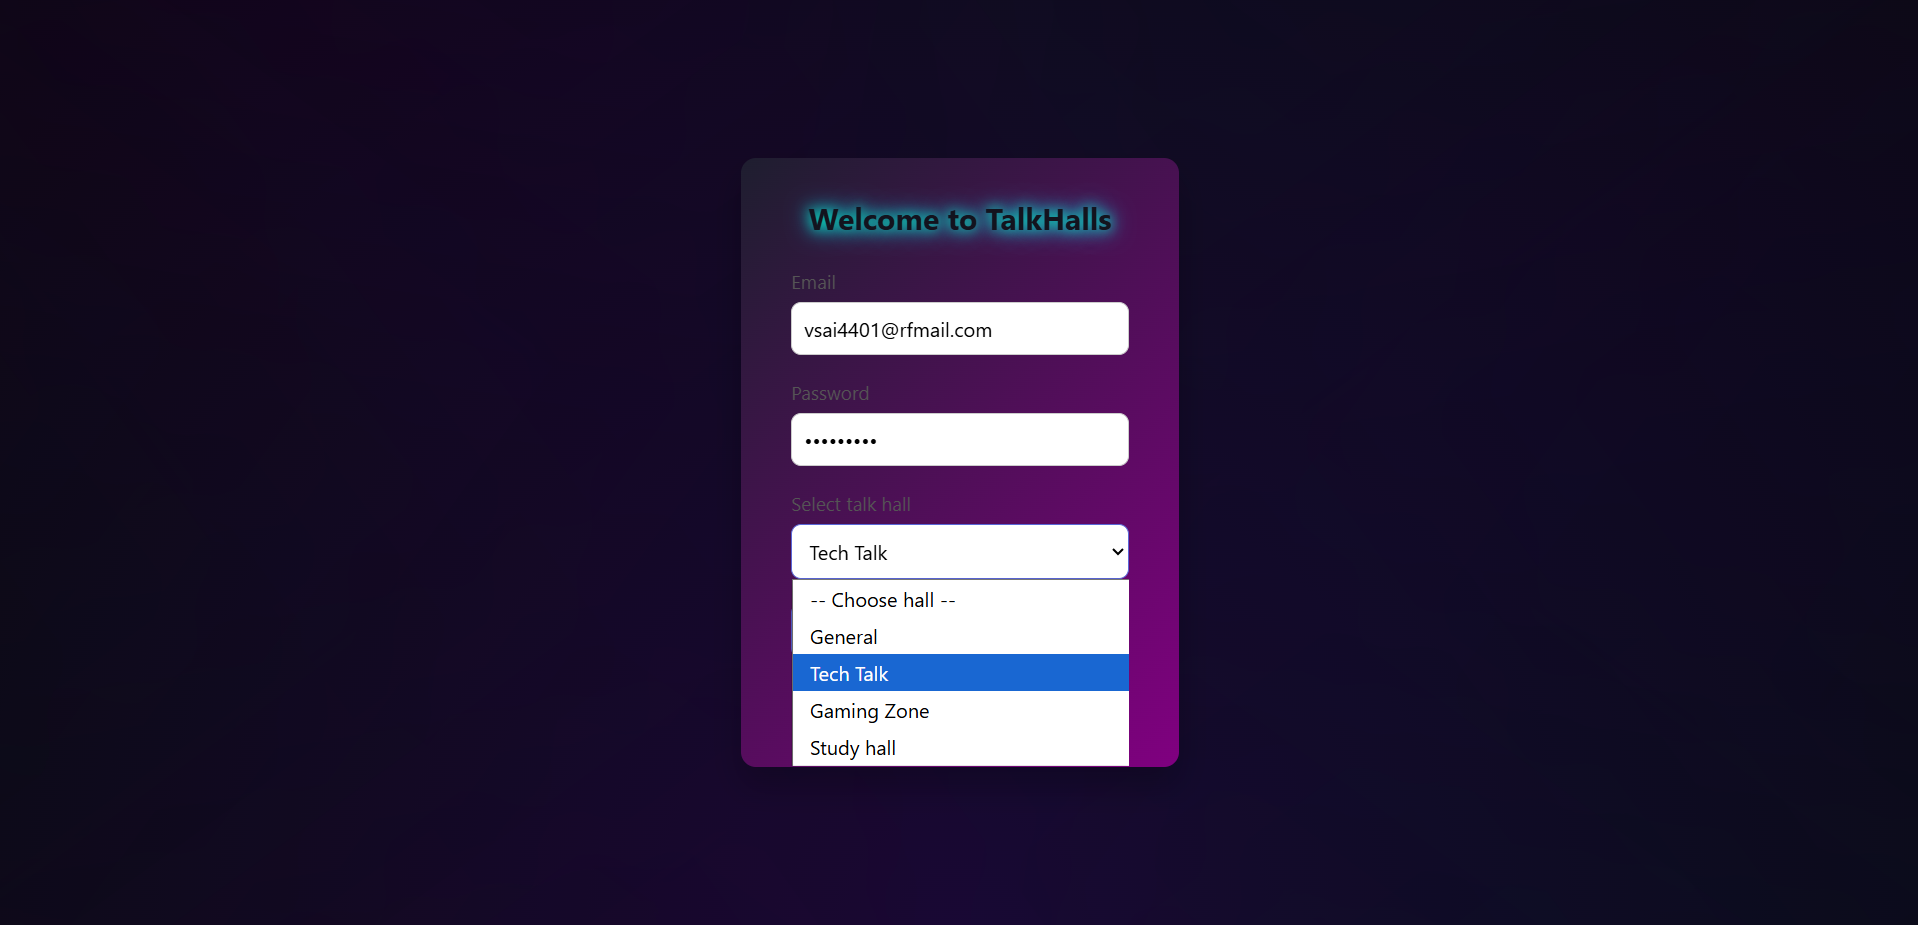 Welcome to TalkHalls
Email
vsai4401@rfmail.com
Password
•••••••••
Select talk hall
Tech Talk
-- Choose hall --
General
Tech Talk
Gaming Zone
Study hall